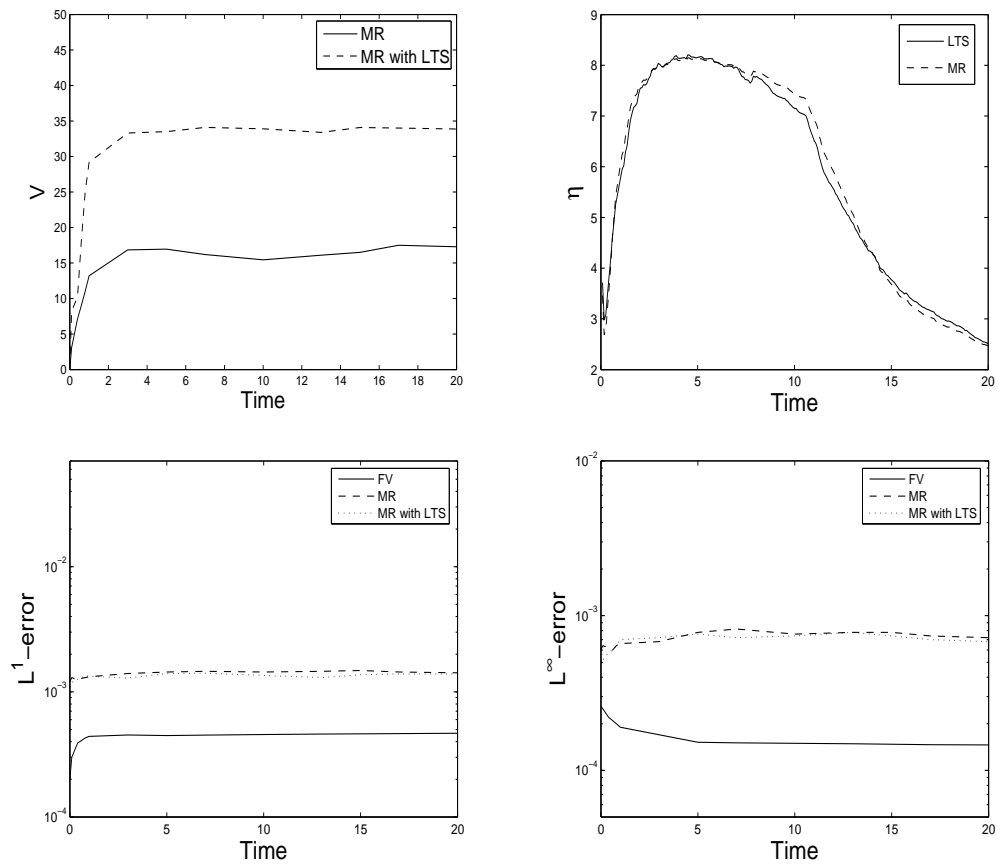 50
45
40
35
30
25
20
15
10
5
0
V
MR
MR with LTS
0 2 4 6 8 10 12 14 16 18 20
Time
9
8
7
6
5
4
3
2
η
LTS
MR
0 5 10 15 20
Time
10^-2
10^-3
10^-4
L^1-error
FV
MR
MR with LTS
0 5 10 15 20
Time
10^-2
10^-3
10^-4
L^∞-error
FV
MR
MR with LTS
0 5 10 15 20
Time